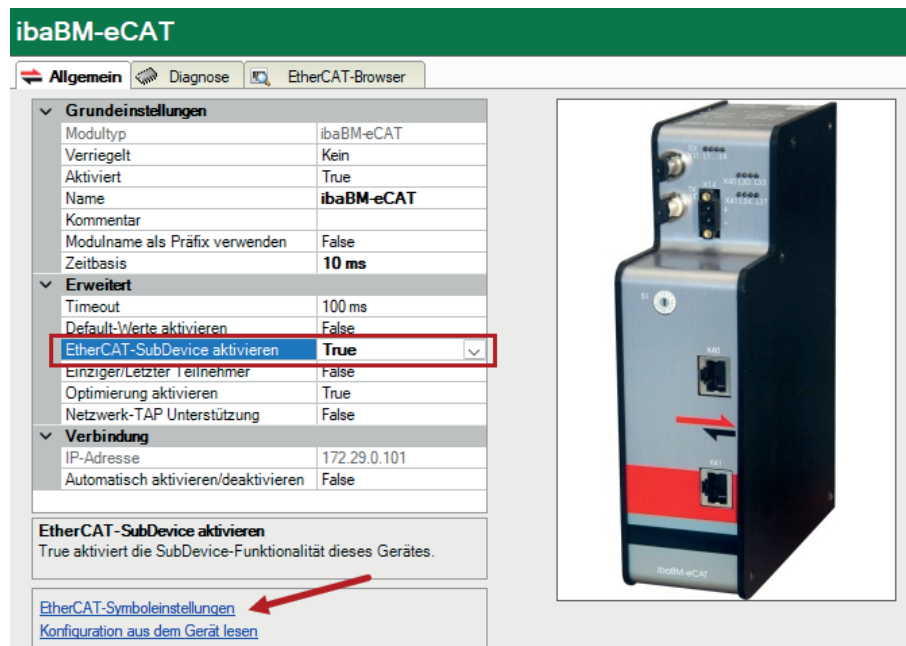 ibaBM-eCAT
Allgemein Diagnose EtherCAT-Browser
Grundeinstellungen
Modultyp ibaBM-eCAT
Verriegelt Kein
Aktiviert True
Name ibaBM-eCAT
Kommentar
Modulname als Präfix verwenden False
Zeitbasis 10 ms
Erweitert
Timeout 100 ms
Default-Werte aktivieren False
EtherCAT-SubDevice aktivieren True
Einziger/Letzter Teilnehmer False
Optimierung aktivieren True
Netzwerk-TAP Unterstützung False
Verbindung
IP-Adresse 172.29.0.101
Automatisch aktivieren/deaktivieren False
EtherCAT-SubDevice aktivieren
True aktiviert die SubDevice-Funktionalität dieses Gerätes.
EtherCAT-Symboleinstellungen
Konfiguration aus dem Gerät lesen
X14
S1
X40
X41
ibaBM-eCAT